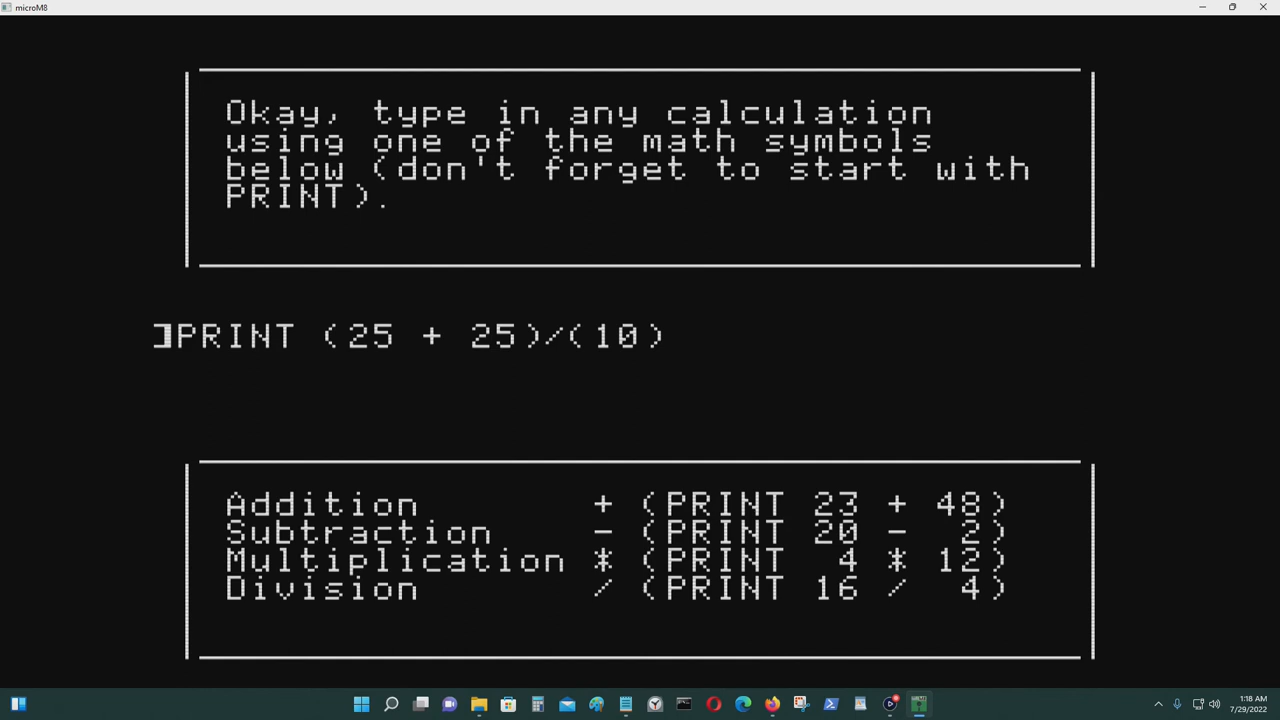 microM8
Okay, type in any calculation
using one of the math symbols
below (don't forget to start with
PRINT).
]PRINT (25 + 25)/(10)
Addition + (PRINT 23 + 48)
Subtraction - (PRINT 20 - 2)
Multiplication * (PRINT 4 * 12)
Division / (PRINT 16 / 4)
1:18 AM
7/29/2022